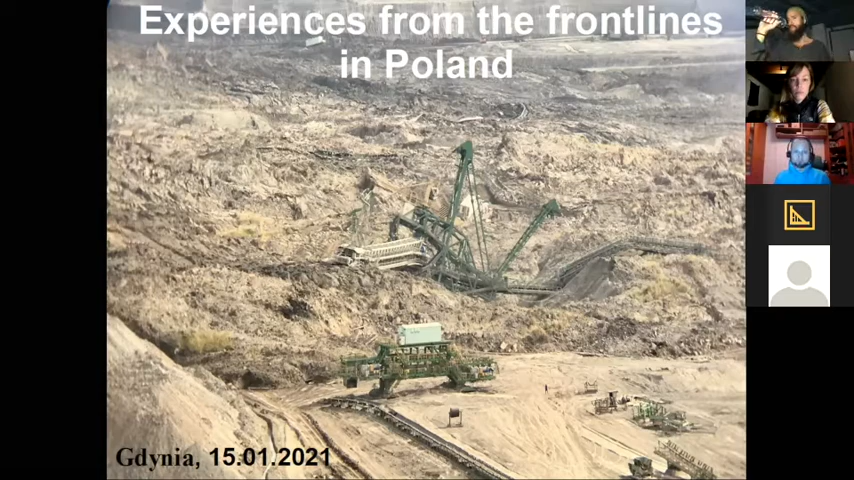 Experiences from the frontlines
in Poland
Gdynia, 15.01.2021